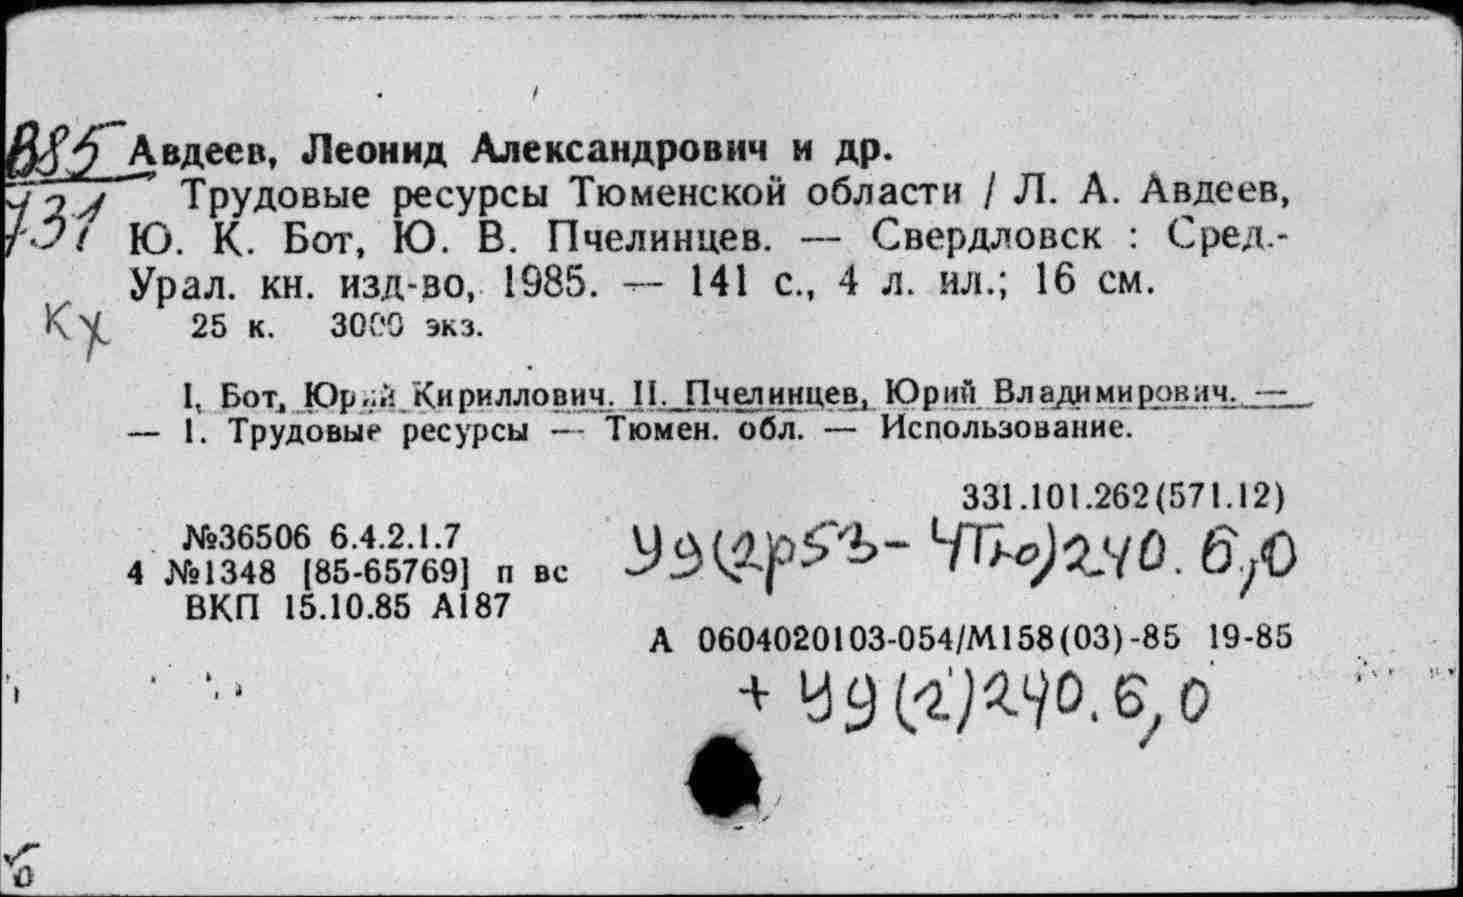 В85 Авдеев, Леонид Александрович и др.
731 Трудовые ресурсы Тюменской области / Л. А. Авдеев,
Ю. К. Бот, Ю. В. Пчелинцев. — Свердловск : Сред.-
Урал. кн. изд-во, 1985. — 141 с., 4 л. ил.; 16 см.
Кх 25 к. 3000 экз.
I. Бот, Юрий Кириллович. II. Пчелинцев, Юрий Владимирович. —
— 1. Трудовые ресурсы — Тюмен. обл. — Использование.
331.101.262(571.12)
№36506 6.4.2.1.7
У9(2р53-4Тю)240.6,0
4 №1348 [85-65769] п вс
ВКП 15.10.85 А187
А 0604020103-054/М158(03)-85 19-85
+ У9(2)240.6,0